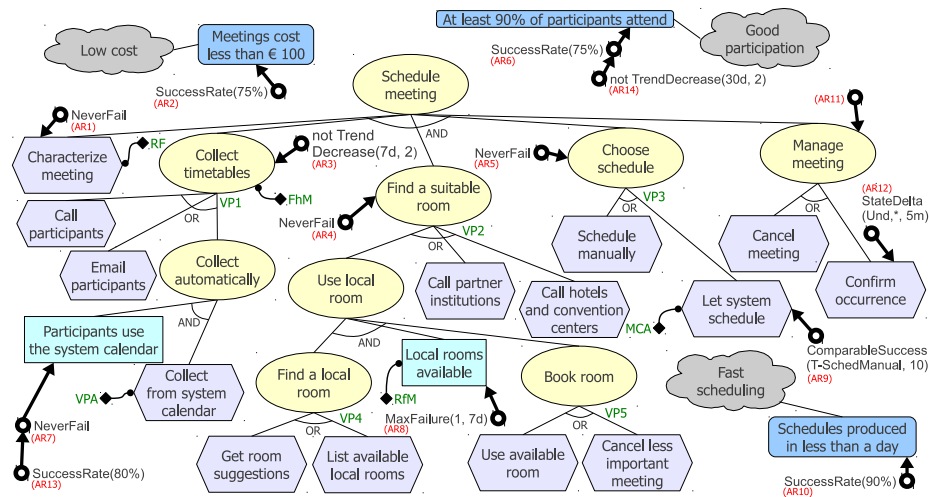 At least 90% of participants attend
Low cost
Meetings cost
less than € 100
SuccessRate(75%)
(AR6)
Good
participation
SuccessRate(75%)
(AR2)
not TrendDecrease(30d, 2)
(AR14)
Schedule
meeting
AND
NeverFail
(AR1)
(AR11)
Characterize
meeting
RF
Collect
timetables
not Trend
Decrease(7d, 2)
(AR3)
NeverFail
(AR5)
Choose
schedule
Manage
meeting
FhM
VP1
OR
Find a suitable
room
NeverFail
(AR4)
VP3
OR
OR
(AR12)
StateDelta
(Und,*, 5m)
Call
participants
Email
participants
Collect
automatically
VP2
OR
Schedule
manually
Cancel
meeting
Confirm
occurrence
Use local
room
Call partner
institutions
Call hotels
and convention
centers
MCA
Let system
schedule
AND
Participants use
the system calendar
AND
Local rooms
available
ComparableSuccess
(T-SchedManual, 10)
(AR9)
VPA
Collect
from system
calendar
Find a local
room
RfM
MaxFailure(1, 7d)
(AR8)
Book room
Fast
scheduling
NeverFail
(AR7)
VP4
OR
VP5
OR
Schedules produced
in less than a day
Get room
suggestions
List available
local rooms
Use available
room
Cancel less
important
meeting
SuccessRate(80%)
(AR13)
SuccessRate(90%)
(AR10)